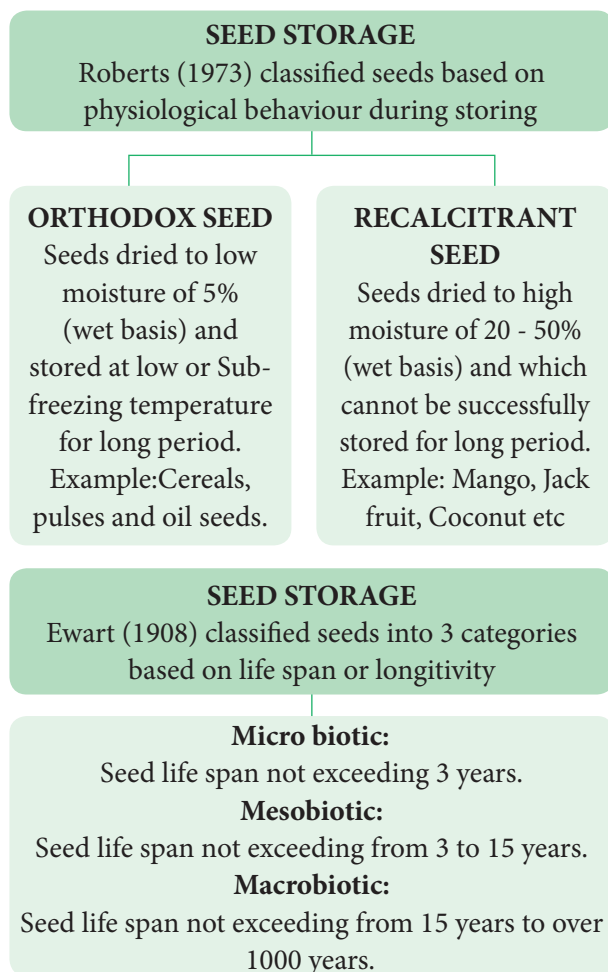 SEED STORAGE
Roberts (1973) classified seeds based on
physiological behaviour during storing
ORTHODOX SEED
Seeds dried to low
moisture of 5%
(wet basis) and
stored at low or Sub-
freezing temperature
for long period.
Example:Cereals,
pulses and oil seeds.
RECALCITRANT
SEED
Seeds dried to high
moisture of 20 - 50%
(wet basis) and which
cannot be successfully
stored for long period.
Example: Mango, Jack
fruit, Coconut etc
SEED STORAGE
Ewart (1908) classified seeds into 3 categories
based on life span or longitivity
Micro biotic:
Seed life span not exceeding 3 years.
Mesobiotic:
Seed life span not exceeding from 3 to 15 years.
Macrobiotic:
Seed life span not exceeding from 15 years to over
1000 years.